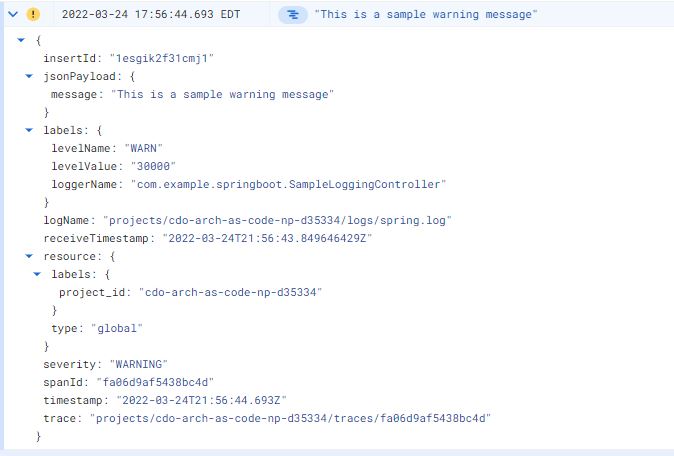 2022-03-24 17:56:44.693 EDT "This is a sample warning message"
{
insertId: "1esgik2f31cmj1"
jsonPayload: {
message: "This is a sample warning message"
}
labels: {
levelName: "WARN"
levelValue: "30000"
loggerName: "com.example.springboot.SampleLoggingController"
}
logName: "projects/cdo-arch-as-code-np-d35334/logs/spring.log"
receiveTimestamp: "2022-03-24T21:56:43.849646429Z"
resource: {
labels: {
project_id: "cdo-arch-as-code-np-d35334"
}
type: "global"
}
severity: "WARNING"
spanId: "fa06d9af5438bc4d"
timestamp: "2022-03-24T21:56:44.693Z"
trace: "projects/cdo-arch-as-code-np-d35334/traces/fa06d9af5438bc4d"
}